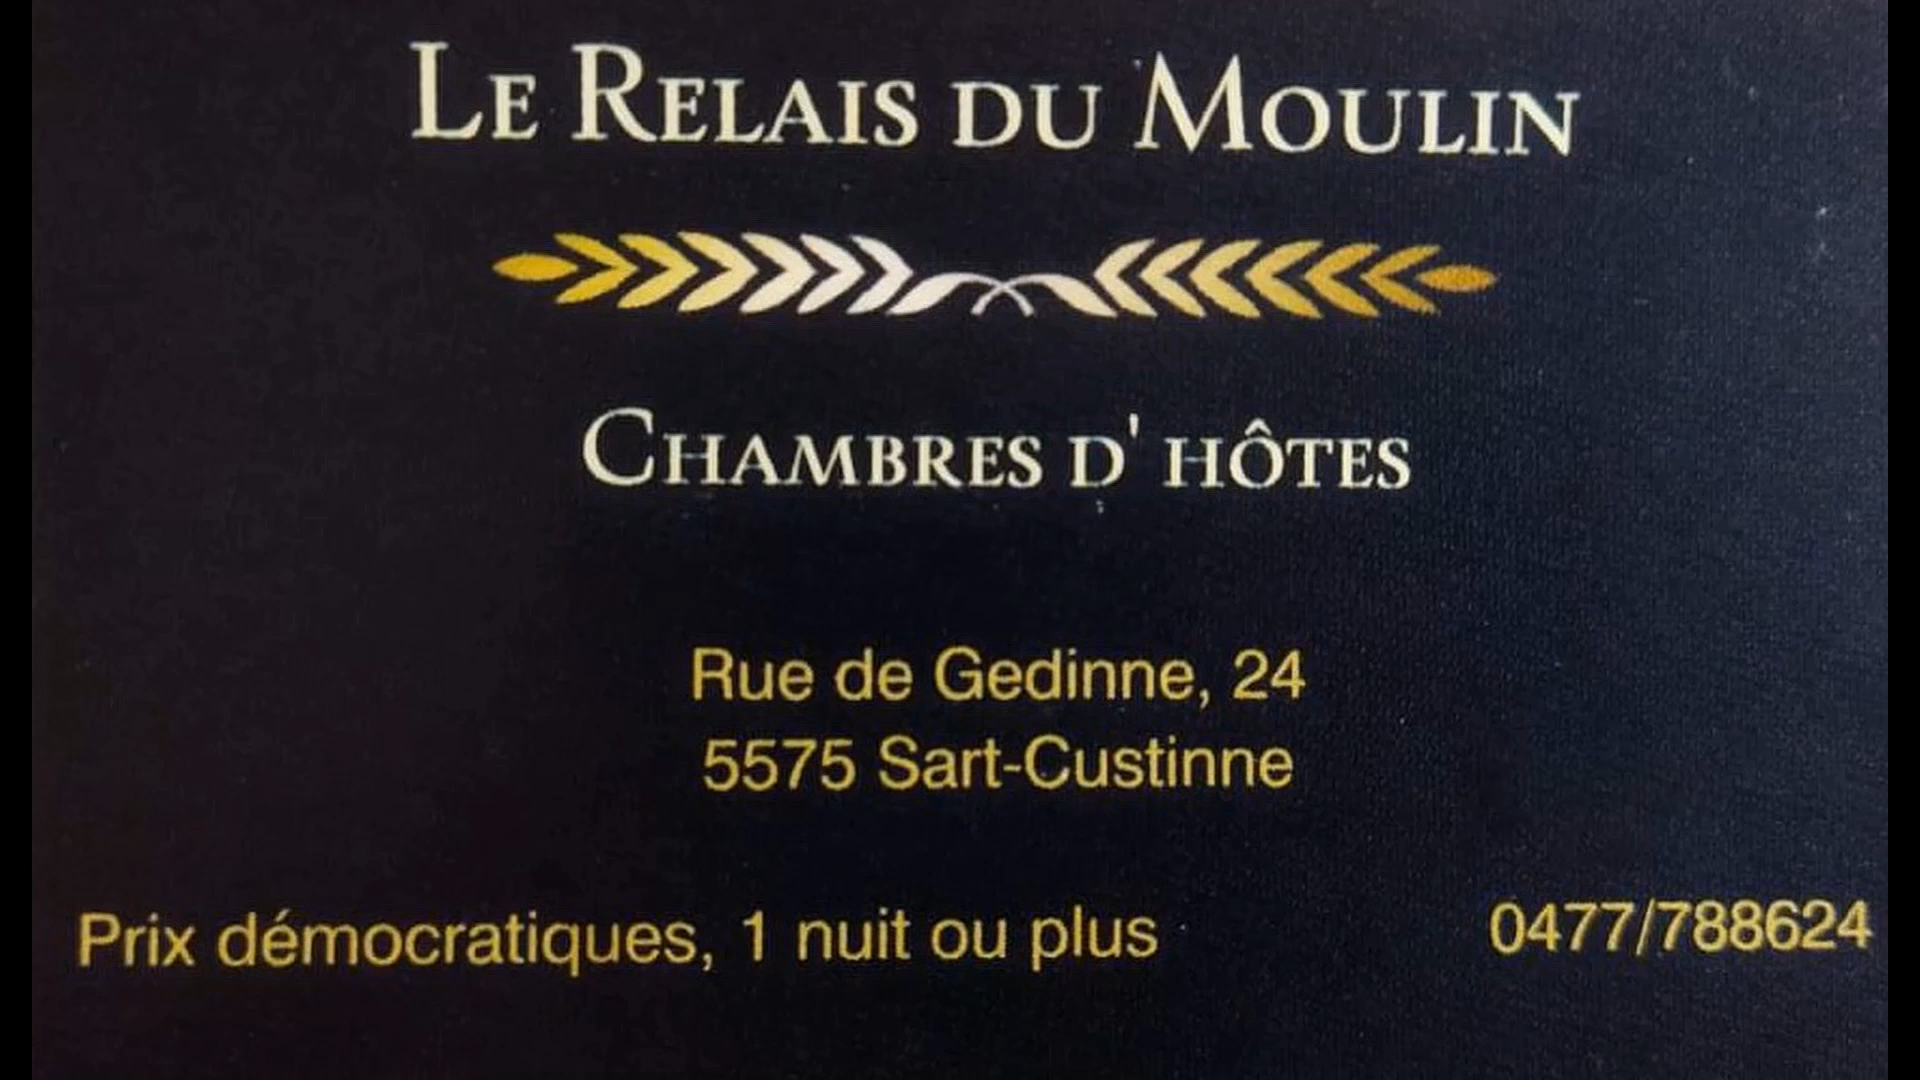 Le Relais du Moulin
Chambres d' hôtes
Rue de Gedinne, 24
5575 Sart-Custinne
Prix démocratiques, 1 nuit ou plus
0477/788624